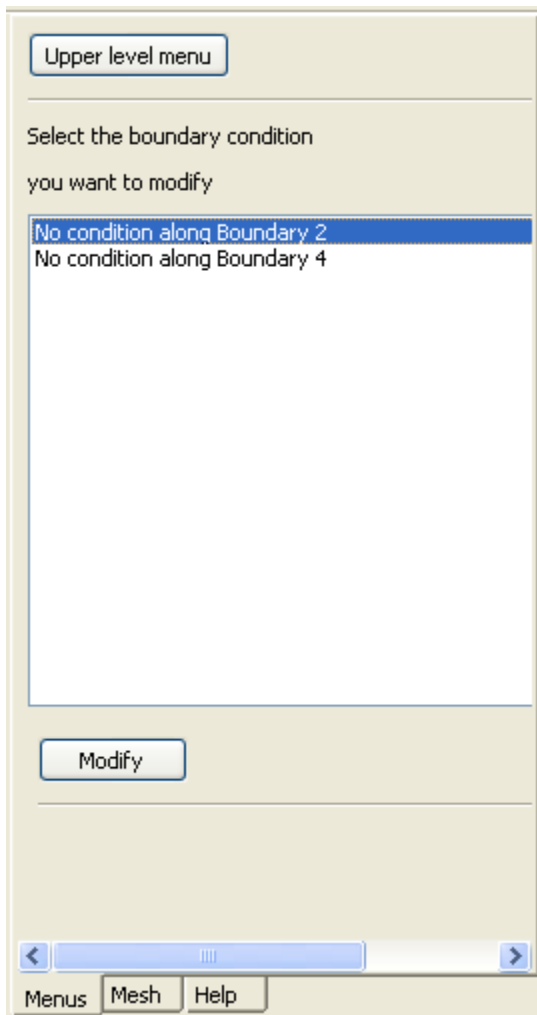 Upper level menu
Select the boundary condition
you want to modify
No condition along Boundary 2
No condition along Boundary 4
Modify
Menus Mesh Help